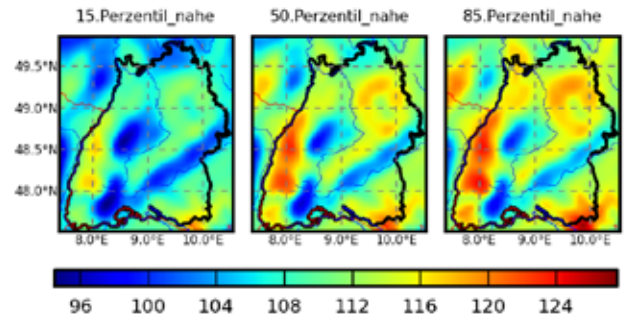 15.Perzentil_nahe 50.Perzentil_nahe 85.Perzentil_nahe
49.5°N
49.0°N
48.5°N
48.0°N
8.0°E 9.0°E 10.0°E 8.0°E 9.0°E 10.0°E 8.0°E 9.0°E 10.0°E
96 100 104 108 112 116 120 124